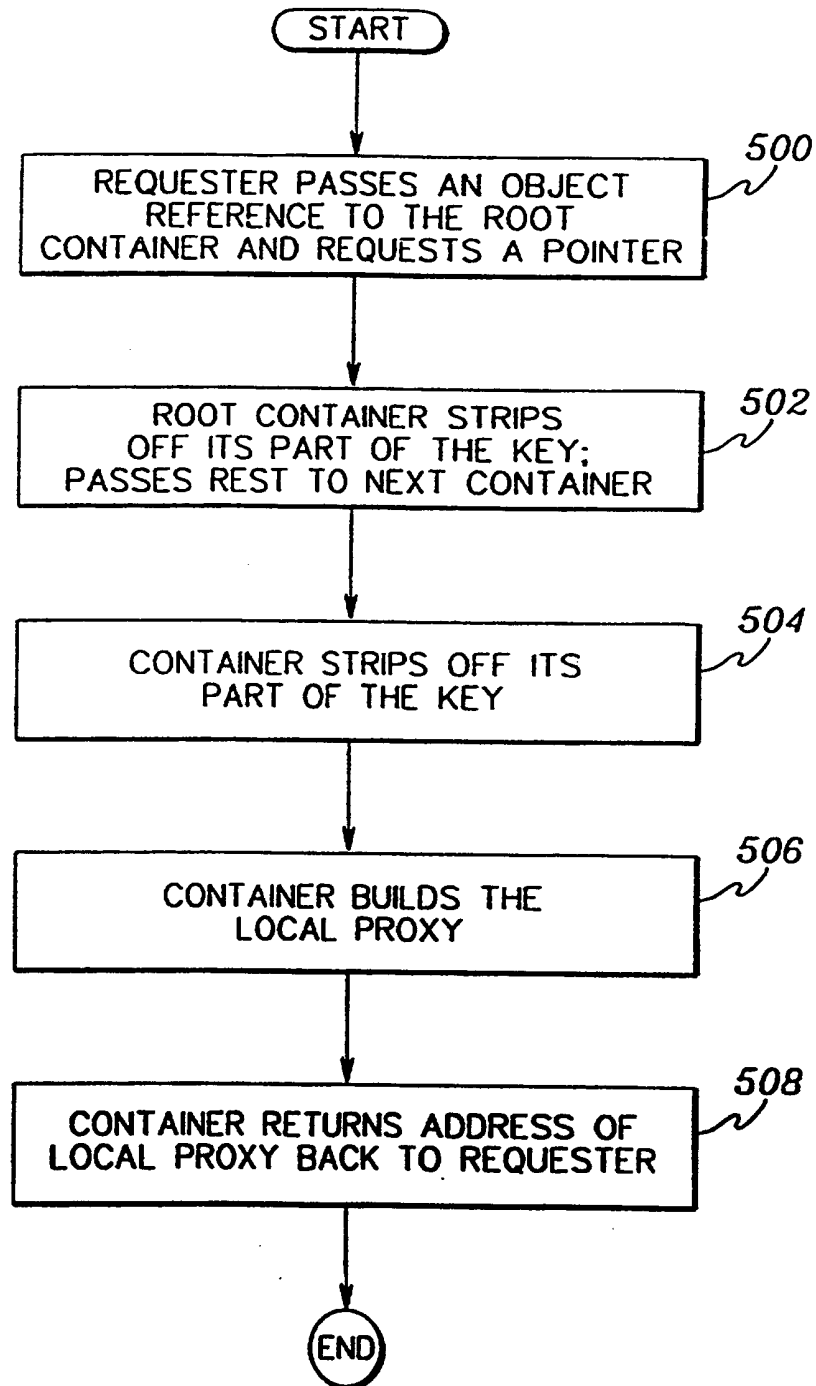 START
500
REQUESTER PASSES AN OBJECT
REFERENCE TO THE ROOT
CONTAINER AND REQUESTS A POINTER
502
ROOT CONTAINER STRIPS
OFF ITS PART OF THE KEY;
PASSES REST TO NEXT CONTAINER
504
CONTAINER STRIPS OFF ITS
PART OF THE KEY
506
CONTAINER BUILDS THE
LOCAL PROXY
508
CONTAINER RETURNS ADDRESS OF
LOCAL PROXY BACK TO REQUESTER
END